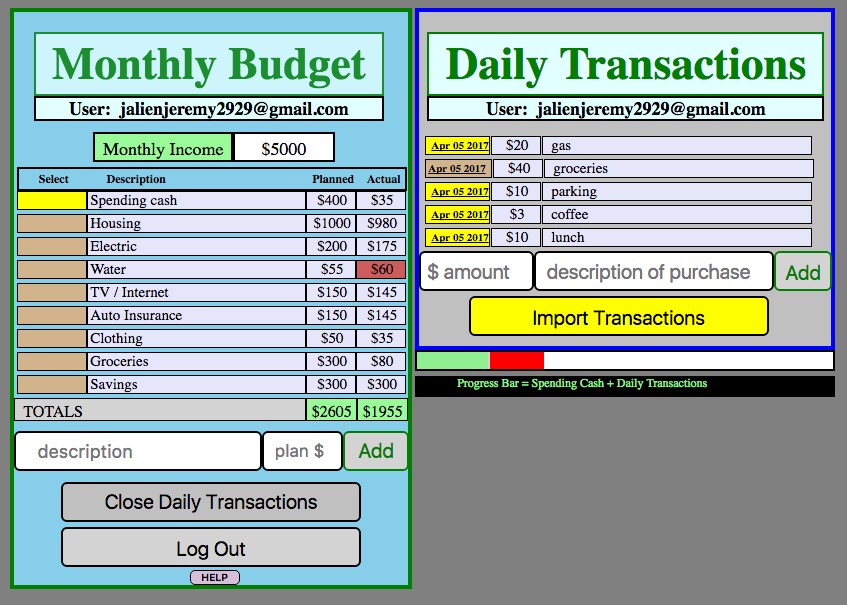 Monthly Budget
User: jalienjeremy2929@gmail.com
Monthly Income $5000
Select Description Planned Actual
Spending cash $400 $35
Housing $1000 $980
Electric $200 $175
Water $55 $60
TV / Internet $150 $145
Auto Insurance $150 $145
Clothing $50 $35
Groceries $300 $80
Savings $300 $300
TOTALS $2605 $1955
description plan $ Add
Close Daily Transactions
Log Out
HELP
Daily Transactions
User: jalienjeremy2929@gmail.com
Apr 05 2017 $20 gas
Apr 05 2017 $40 groceries
Apr 05 2017 $10 parking
Apr 05 2017 $3 coffee
Apr 05 2017 $10 lunch
$ amount description of purchase Add
Import Transactions
Progress Bar = Spending Cash + Daily Transactions